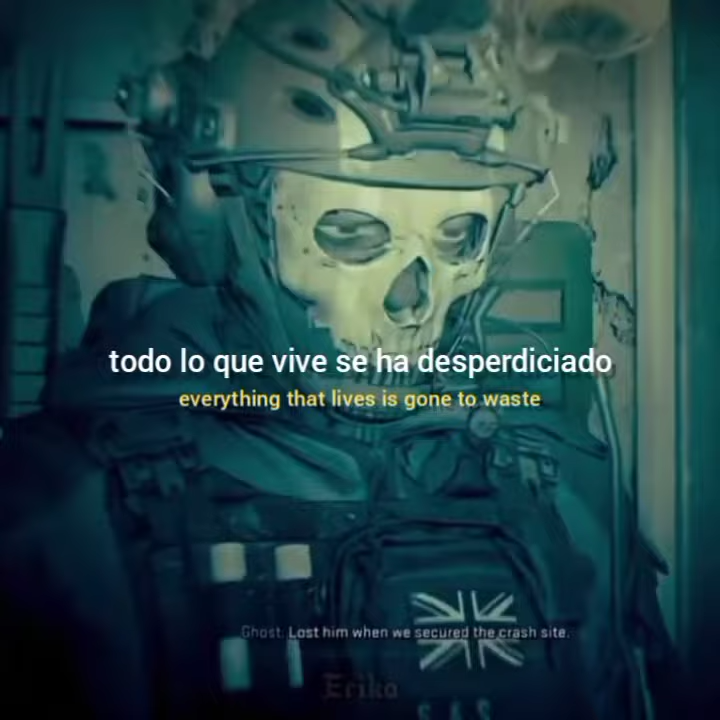 todo lo que vive se ha desperdiciado
everything that lives is gone to waste
Ghost: Lost him when we secured the crash site.
Erika
S A S